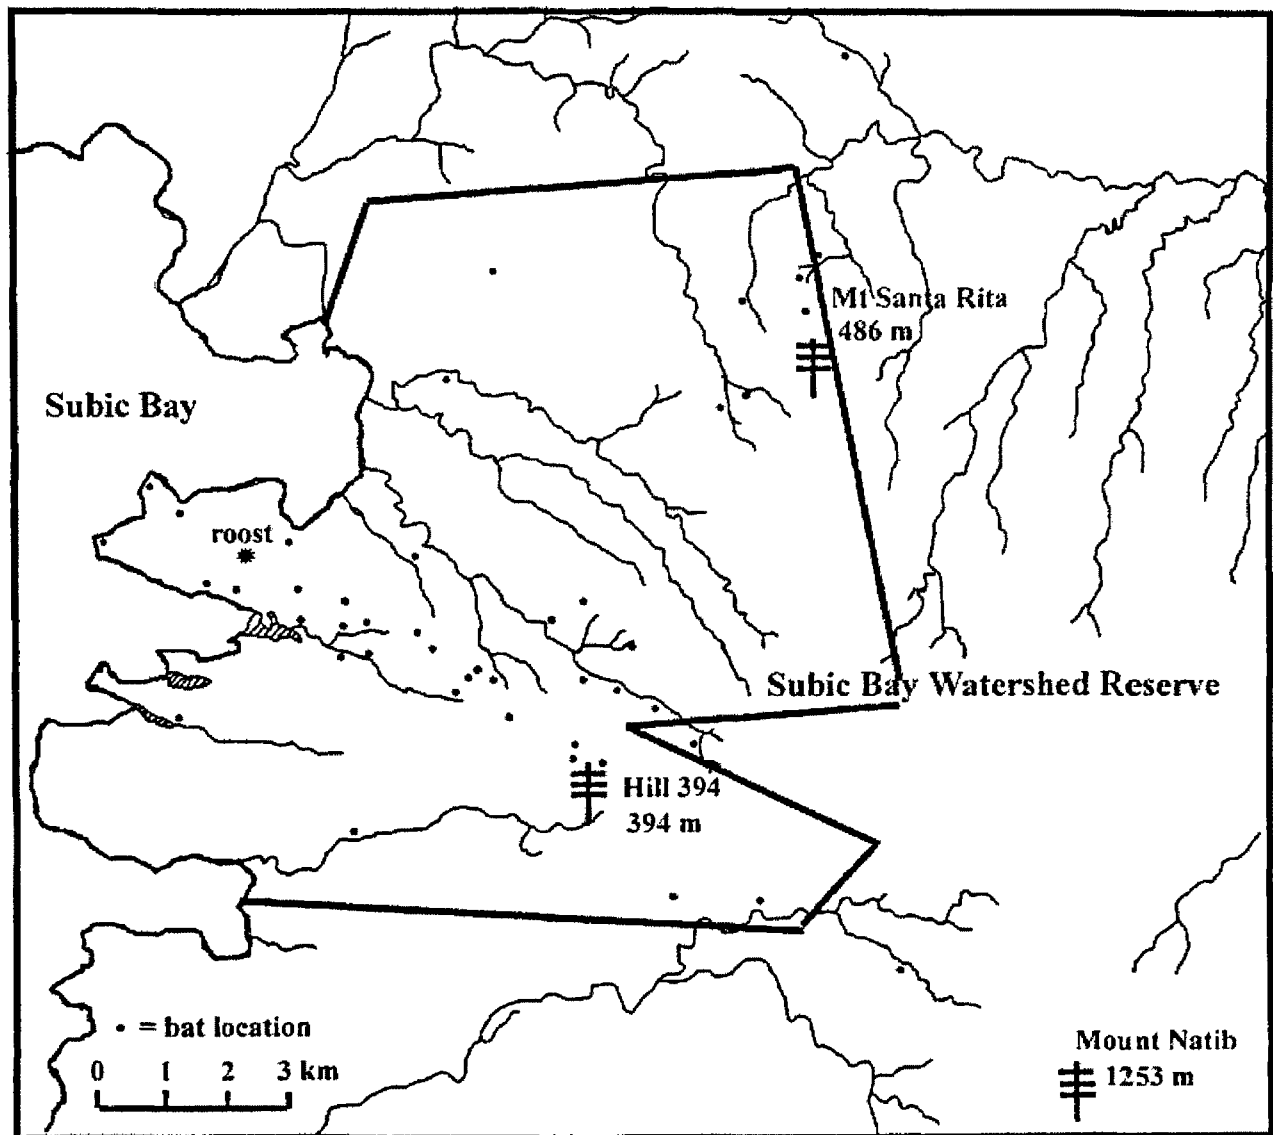 Mt Santa Rita
486 m
Subic Bay
roost
Subic Bay Watershed Reserve
Hill 394
394 m
• = bat location
0 1 2 3 km
Mount Natib
1253 m